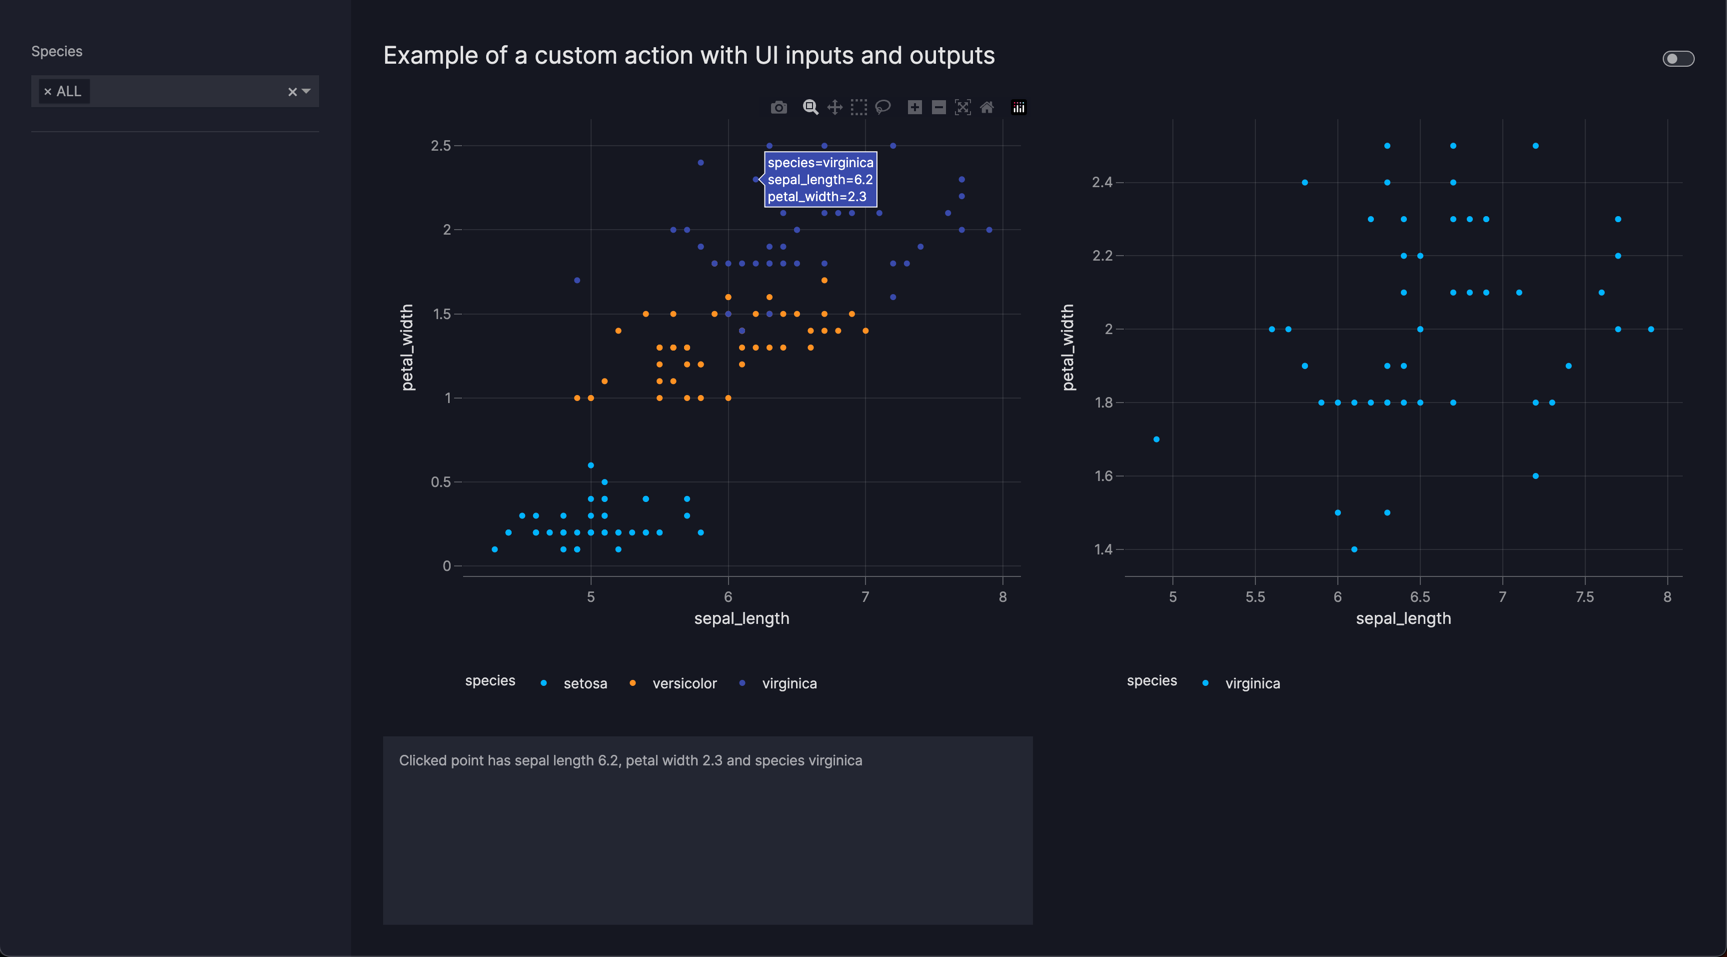 Species
× ALL
Example of a custom action with UI inputs and outputs
2.5
2
1.5
1
0.5
0
petal_width
species=virginica
sepal_length=6.2
petal_width=2.3
5 6 7 8
sepal_length
species setosa versicolor virginica
2.4
2.2
2
1.8
1.6
1.4
petal_width
5 5.5 6 6.5 7 7.5 8
sepal_length
species virginica
Clicked point has sepal length 6.2, petal width 2.3 and species virginica